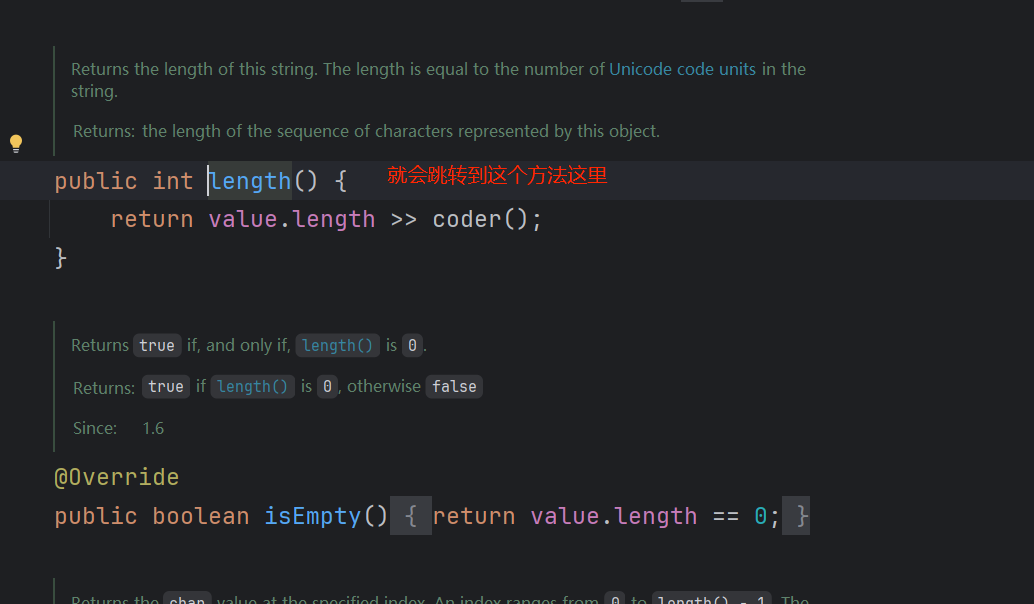 Returns the length of this string. The length is equal to the number of Unicode code units in the
string.
Returns: the length of the sequence of characters represented by this object.
public int length() { 就会跳转到这个方法这里
return value.length >> coder();
}
Returns true if, and only if, length() is 0.
Returns: true if length() is 0, otherwise false
Since: 1.6
@Override
public boolean isEmpty() { return value.length == 0; }
Returns the char value at the specified index. An index ranges from 0 to length() - 1. The